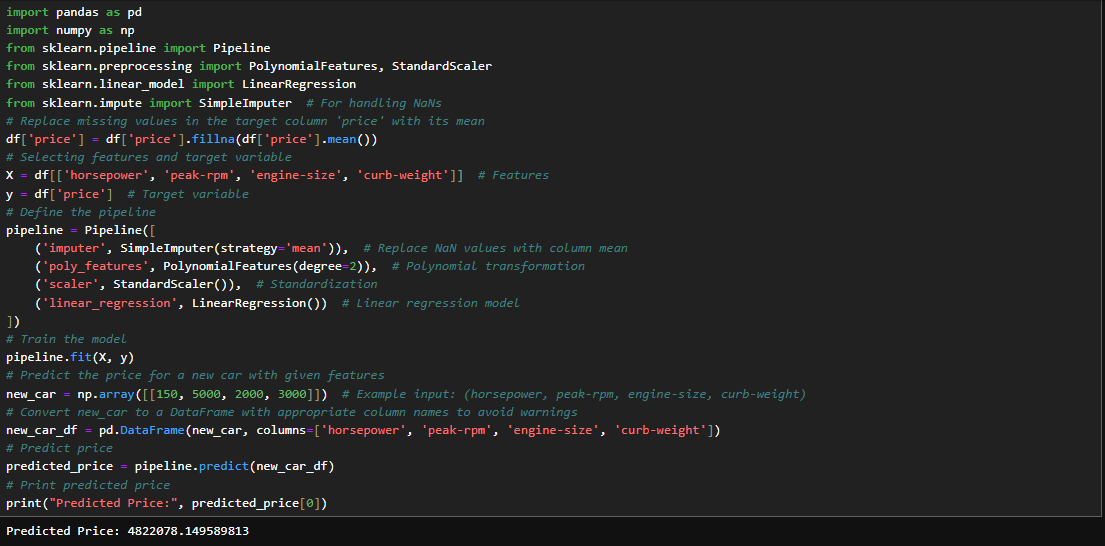 import pandas as pd
import numpy as np
from sklearn.pipeline import Pipeline
from sklearn.preprocessing import PolynomialFeatures, StandardScaler
from sklearn.linear_model import LinearRegression
from sklearn.impute import SimpleImputer  # For handling NaNs
# Replace missing values in the target column 'price' with its mean
df['price'] = df['price'].fillna(df['price'].mean())
# Selecting features and target variable
X = df[['horsepower', 'peak-rpm', 'engine-size', 'curb-weight']]  # Features
y = df['price']  # Target variable
# Define the pipeline
pipeline = Pipeline([
    ('imputer', SimpleImputer(strategy='mean')),  # Replace NaN values with column mean
    ('poly_features', PolynomialFeatures(degree=2)),  # Polynomial transformation
    ('scaler', StandardScaler()),  # Standardization
    ('linear_regression', LinearRegression())  # Linear regression model
])
# Train the model
pipeline.fit(X, y)
# Predict the price for a new car with given features
new_car = np.array([[150, 5000, 2000, 3000]])  # Example input: (horsepower, peak-rpm, engine-size, curb-weight)
# Convert new_car to a DataFrame with appropriate column names to avoid warnings
new_car_df = pd.DataFrame(new_car, columns=['horsepower', 'peak-rpm', 'engine-size', 'curb-weight'])
# Predict price
predicted_price = pipeline.predict(new_car_df)
# Print predicted price
print("Predicted Price:", predicted_price[0])
Predicted Price: 4822078.149589813